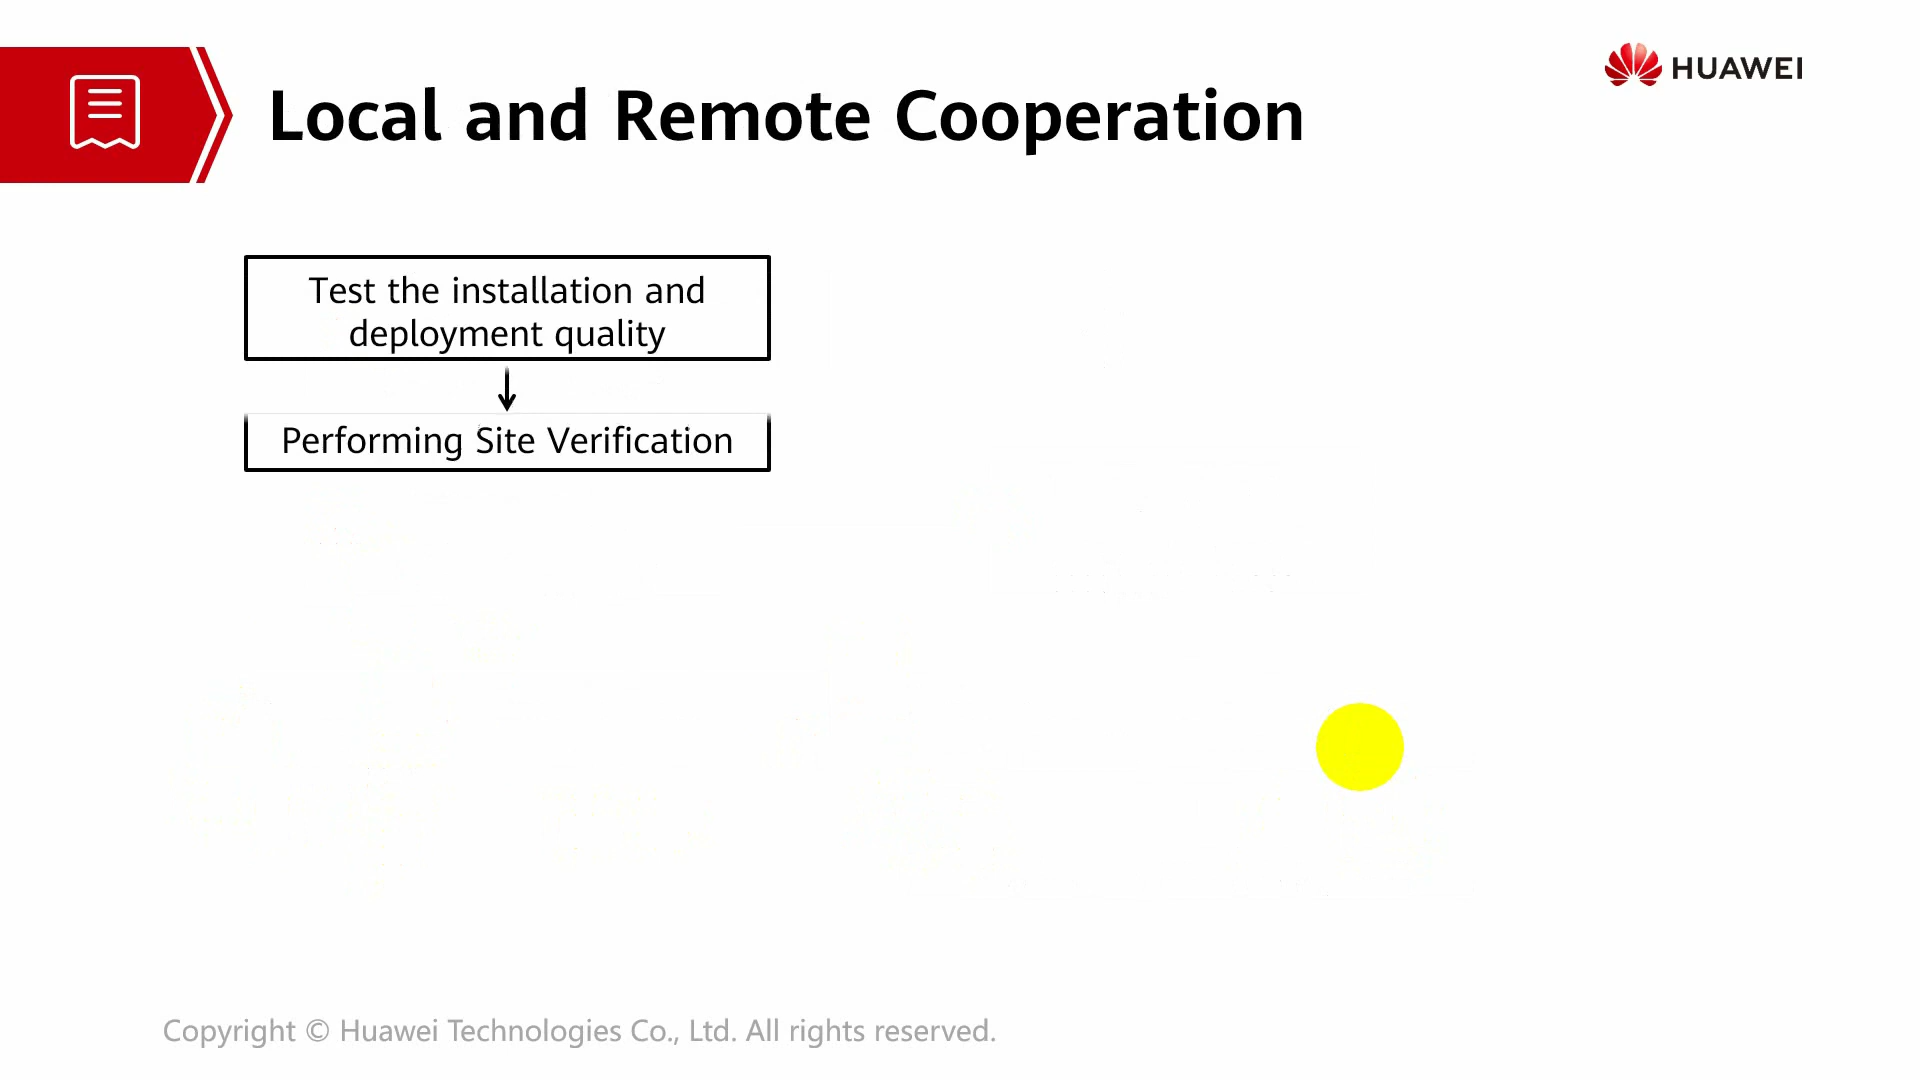 HUAWEI
Local and Remote Cooperation
Test the installation and
deployment quality
Performing Site Verification
Copyright © Huawei Technologies Co., Ltd. All rights reserved.